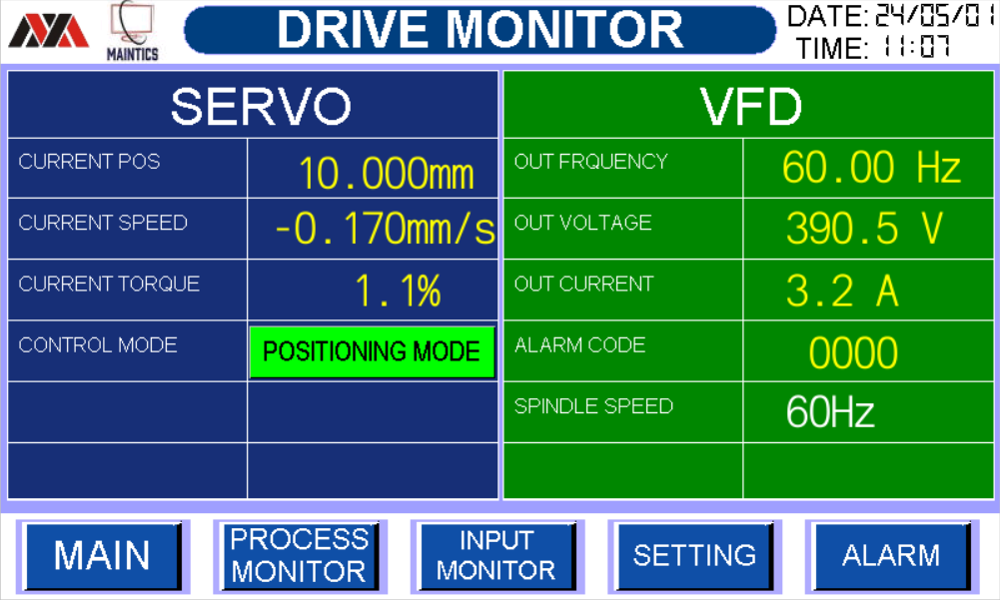 MAINTICS
DRIVE MONITOR
DATE: 24/05/01
TIME: 11:07
SERVO
CURRENT POS 10.000mm
CURRENT SPEED -0.170mm/s
CURRENT TORQUE 1.1%
CONTROL MODE POSITIONING MODE
VFD
OUT FRQUENCY 60.00 Hz
OUT VOLTAGE 390.5 V
OUT CURRENT 3.2 A
ALARM CODE 0000
SPINDLE SPEED 60Hz
MAIN
PROCESS
MONITOR
INPUT
MONITOR
SETTING
ALARM